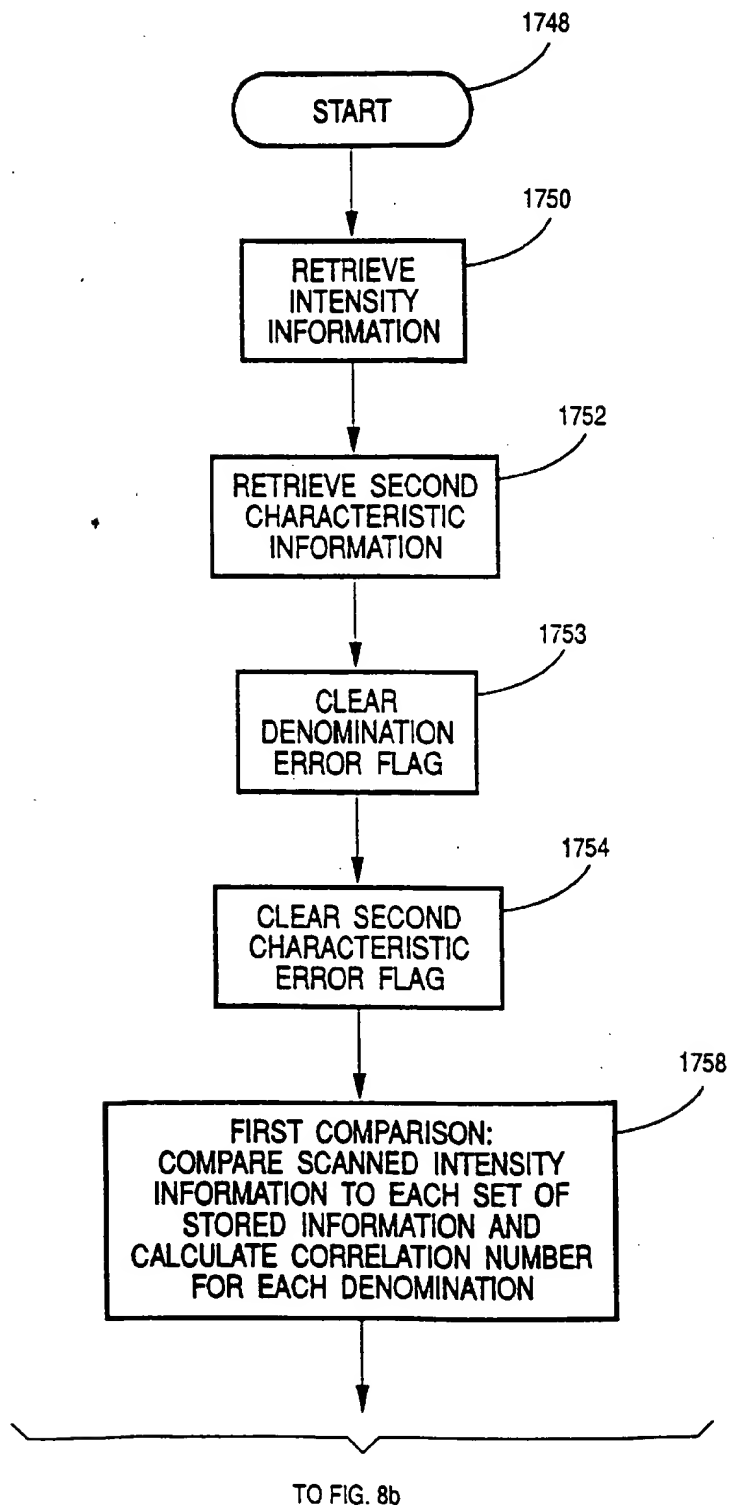 1748
START
1750
RETRIEVE
INTENSITY
INFORMATION
1752
RETRIEVE SECOND
CHARACTERISTIC
INFORMATION
1753
CLEAR
DENOMINATION
ERROR FLAG
1754
CLEAR SECOND
CHARACTERISTIC
ERROR FLAG
1758
FIRST COMPARISON:
COMPARE SCANNED INTENSITY
INFORMATION TO EACH SET OF
STORED INFORMATION AND
CALCULATE CORRELATION NUMBER
FOR EACH DENOMINATION
TO FIG. 8b